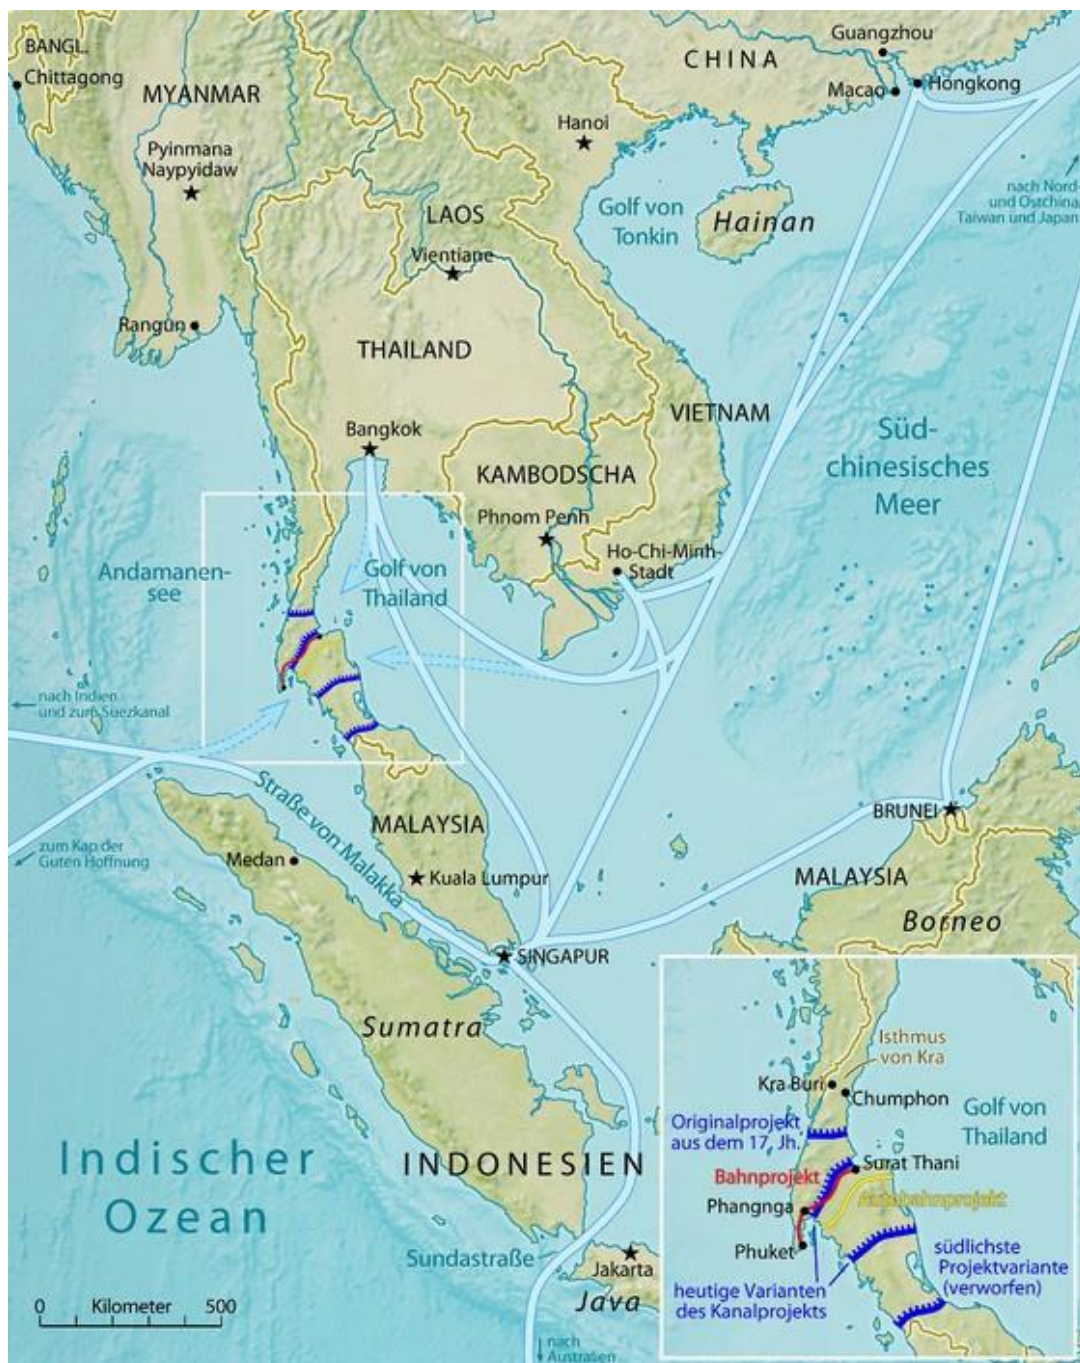 BANGL.
Chittagong
MYANMAR
Pyinmana
Naypyidaw
Rangun
CHINA
Guangzhou
Macao
Hongkong
Hanoi
nach Nord-
und Ostchina,
Taiwan und Japan
Golf von
Tonkin
Hainan
LAOS
Vientiane
THAILAND
Bangkok
VIETNAM
KAMBODSCHA
Phnom Penh
Ho-Chi-Minh-
Stadt
Süd-
chinesisches
Meer
Andamanen-
see
Golf von
Thailand
nach Indien
und zum Suezkanal
zum Kap der
Guten Hoffnung
Straße von Malakka
Medan
MALAYSIA
Kuala Lumpur
SINGAPUR
BRUNEI
MALAYSIA
Borneo
Sumatra
Indischer
Ozean
INDONESIEN
Sundastraße
Jakarta
Java
nach
Australien
0 Kilometer 500
Isthmus
von Kra
Kra Buri
Chumphon
Golf von
Thailand
Originalprojekt
aus dem 17. Jh.
Surat Thani
Bahnprojekt
Autobahnprojekt
Phangnga
Phuket
heutige Varianten
des Kanalprojekts
südlichste
Projektvariante
(verworfen)